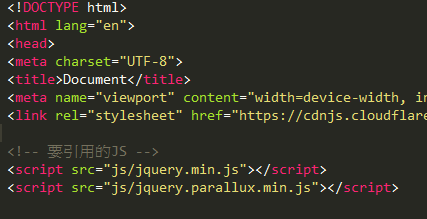 <!DOCTYPE html>
<html lang="en">
<head>
<meta charset="UTF-8">
<title>Document</title>
<meta name="viewport" content="width=device-width, in
<link rel="stylesheet" href="https://cdnjs.cloudflare
<!-- 要引用的JS -->
<script src="js/jquery.min.js"></script>
<script src="js/jquery.parallux.min.js"></script>